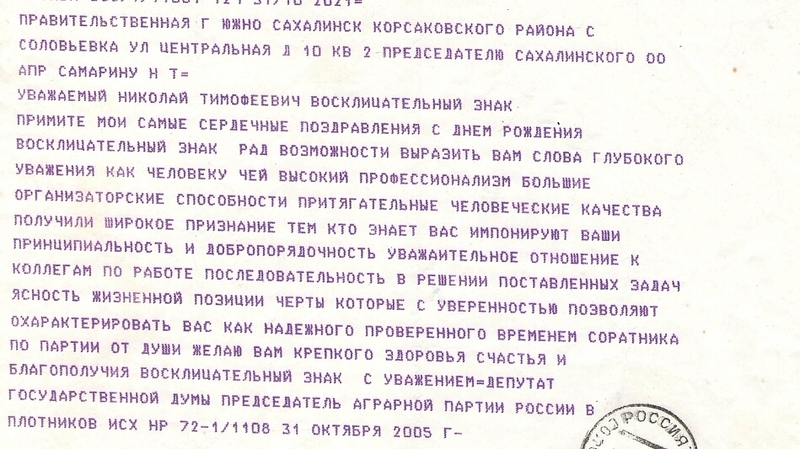 31/10 2021=
ПРАВИТЕЛЬСТВЕННАЯ Г ЮЖНО САХАЛИНСК КОРСАКОВСКОГО РАЙОНА С
СОЛОВЬЕВКА УЛ ЦЕНТРАЛЬНАЯ Д 10 КВ 2 ПРЕДСЕДАТЕЛЮ САХАЛИНСКОГО ОО
АПР САМАРИНУ Н Т=
УВАЖАЕМЫЙ НИКОЛАЙ ТИМОФЕЕВИЧ ВОСКЛИЦАТЕЛЬНЫЙ ЗНАК
ПРИМИТЕ МОИ САМЫЕ СЕРДЕЧНЫЕ ПОЗДРАВЛЕНИЯ С ДНЕМ РОЖДЕНИЯ
ВОСКЛИЦАТЕЛЬНЫЙ ЗНАК РАД ВОЗМОЖНОСТИ ВЫРАЗИТЬ ВАМ СЛОВА ГЛУБОКОГО
УВАЖЕНИЯ КАК ЧЕЛОВЕКУ ЧЕЙ ВЫСОКИЙ ПРОФЕССИОНАЛИЗМ БОЛЬШИЕ
ОРГАНИЗАТОРСКИЕ СПОСОБНОСТИ ПРИТЯГАТЕЛЬНЫЕ ЧЕЛОВЕЧЕСКИЕ КАЧЕСТВА
ПОЛУЧИЛИ ШИРОКОЕ ПРИЗНАНИЕ ТЕМ КТО ЗНАЕТ ВАС ИМПОНИРУЮТ ВАШИ
ПРИНЦИПИАЛЬНОСТЬ И ДОБРОПОРЯДОЧНОСТЬ УВАЖАИТЕЛЬНОЕ ОТНОШЕНИЕ К
КОЛЛЕГАМ ПО РАБОТЕ ПОСЛЕДОВАТЕЛЬНОСТЬ В РЕШЕНИИ ПОСТАВЛЕННЫХ ЗАДАЧ
ЯСНОСТЬ ЖИЗНЕННОЙ ПОЗИЦИИ ЧЕРТЫ КОТОРЫЕ С УВЕРЕННОСТЬЮ ПОЗВОЛЯЮТ
ОХАРАКТЕРИРОВАТЬ ВАС КАК НАДЕЖНОГО ПРОВЕРЕННОГО ВРЕМЕНЕМ СОРАТНИКА
ПО ПАРТИИ ОТ ДУШИ ЖЕЛАЮ ВАМ КРЕПКОГО ЗДОРОВЬЯ СЧАСТЬЯ И
БЛАГОПОЛУЧИЯ ВОСКЛИЦАТЕЛЬНЫЙ ЗНАК С УВАЖЕНИЕМ=ДЕПУТАТ
ГОСУДАРСТВЕННОЙ ДУМЫ ПРЕДСЕДАТЕЛЬ АГРАРНОЙ ПАРТИИ РОССИИ В
ПЛОТНИКОВ ИСХ НР 72-1/1108 31 ОКТЯБРЯ 2005 Г-
РОССИЯ